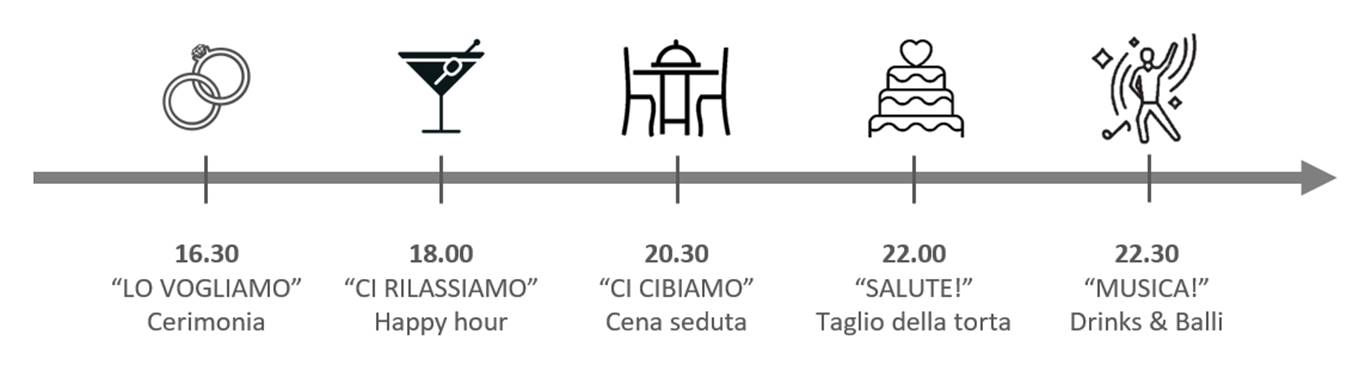 16.30
“LO VOGLIAMO”
Cerimonia
18.00
“CI RILASSIAMO”
Happy hour
20.30
“CI CIBIAMO”
Cena seduta
22.00
“SALUTE!”
Taglio della torta
22.30
“MUSICA!”
Drinks & Balli